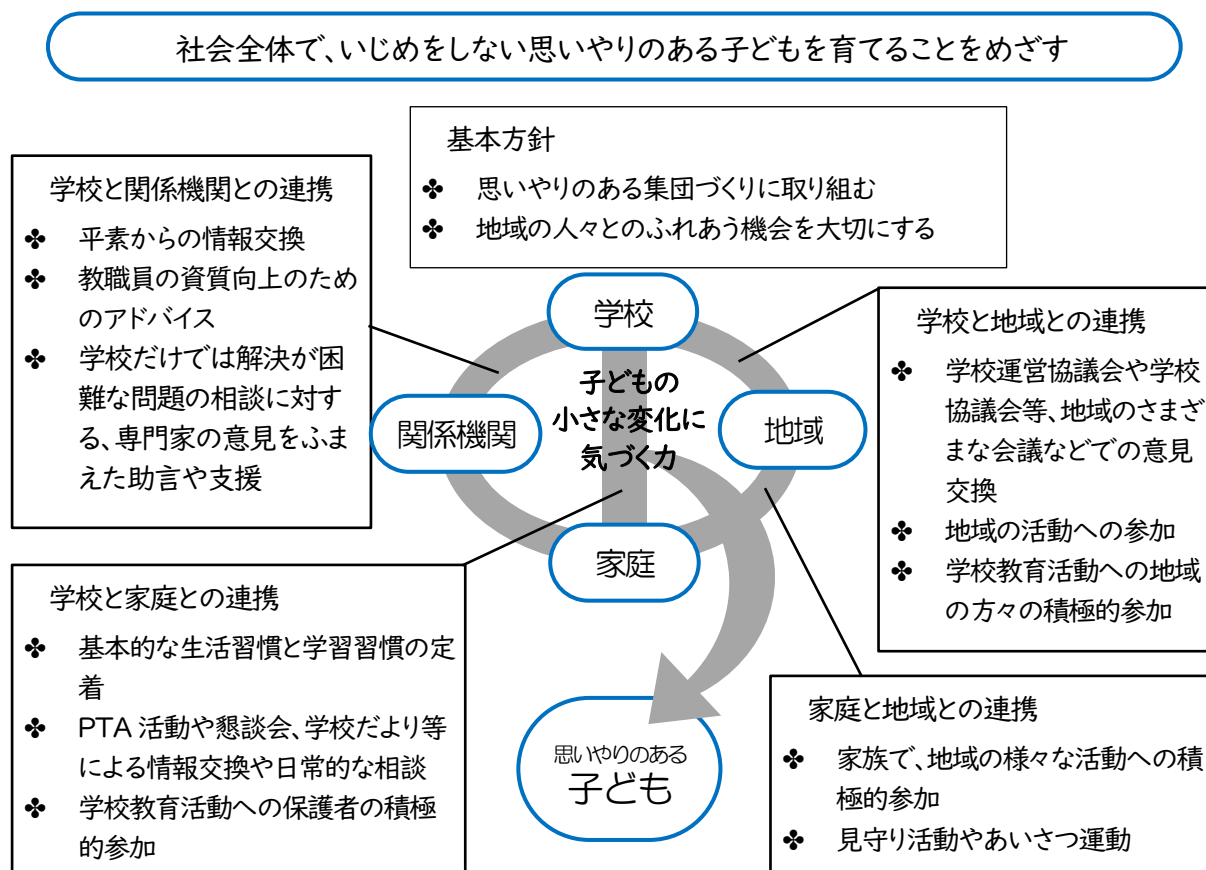 社会全体で、いじめをしない思いやりのある子どもを育てることをめざす
基本方針
✤ 思いやりのある集団づくりに取り組む
✤ 地域の人々とのふれあう機会を大切にする
学校と関係機関との連携
✤ 平素からの情報交換
✤ 教職員の資質向上のため
のアドバイス
✤ 学校だけでは解決が困
難な問題の相談に対す
る、専門家の意見をふま
えた助言や支援
学校
子どもの
小さな変化に
気づく力
関係機関
地域
家庭
学校と地域との連携
✤ 学校運営協議会や学校
協議会等、地域のさまざ
まな会議などでの意見
交換
✤ 地域の活動への参加
✤ 学校教育活動への地域
の方々の積極的参加
学校と家庭との連携
✤ 基本的な生活習慣と学習習慣の定
着
✤ PTA 活動や懇談会、学校だより等
による情報交換や日常的な相談
✤ 学校教育活動への保護者の積極
的参加
思いやりのある
子ども
家庭と地域との連携
✤ 家族で、地域の様々な活動への積
極的参加
✤ 見守り活動やあいさつ運動